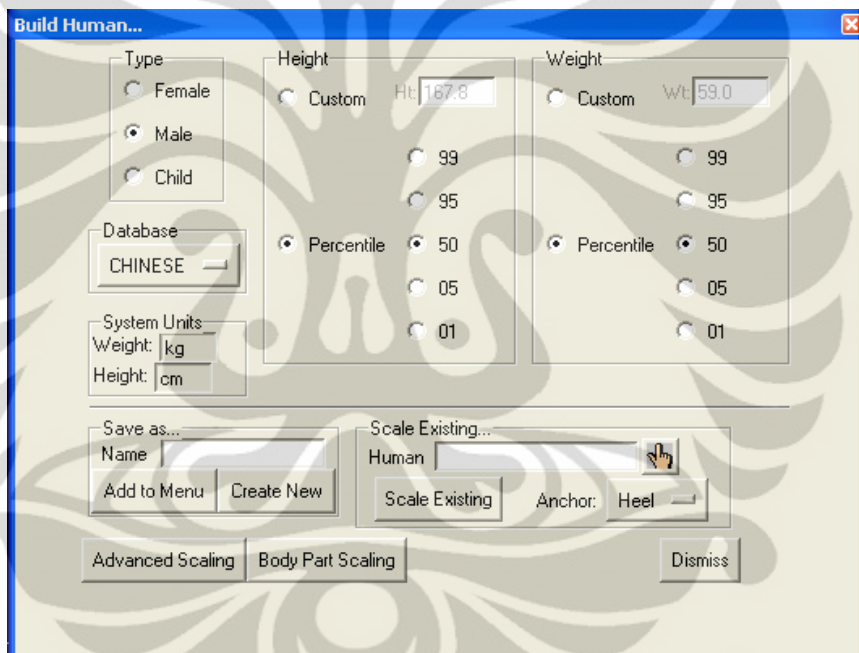 Build Human...
Type
Female
Male
Child
Height
Custom
Ht: 167.8
99
95
Percentile
50
05
01
Weight
Custom
Wt: 59.0
99
95
Percentile
50
05
01
Database
CHINESE
System Units
Weight: kg
Height: cm
Save as...
Name
Add to Menu
Create New
Scale Existing...
Human
Scale Existing
Anchor: Heel
Advanced Scaling
Body Part Scaling
Dismiss